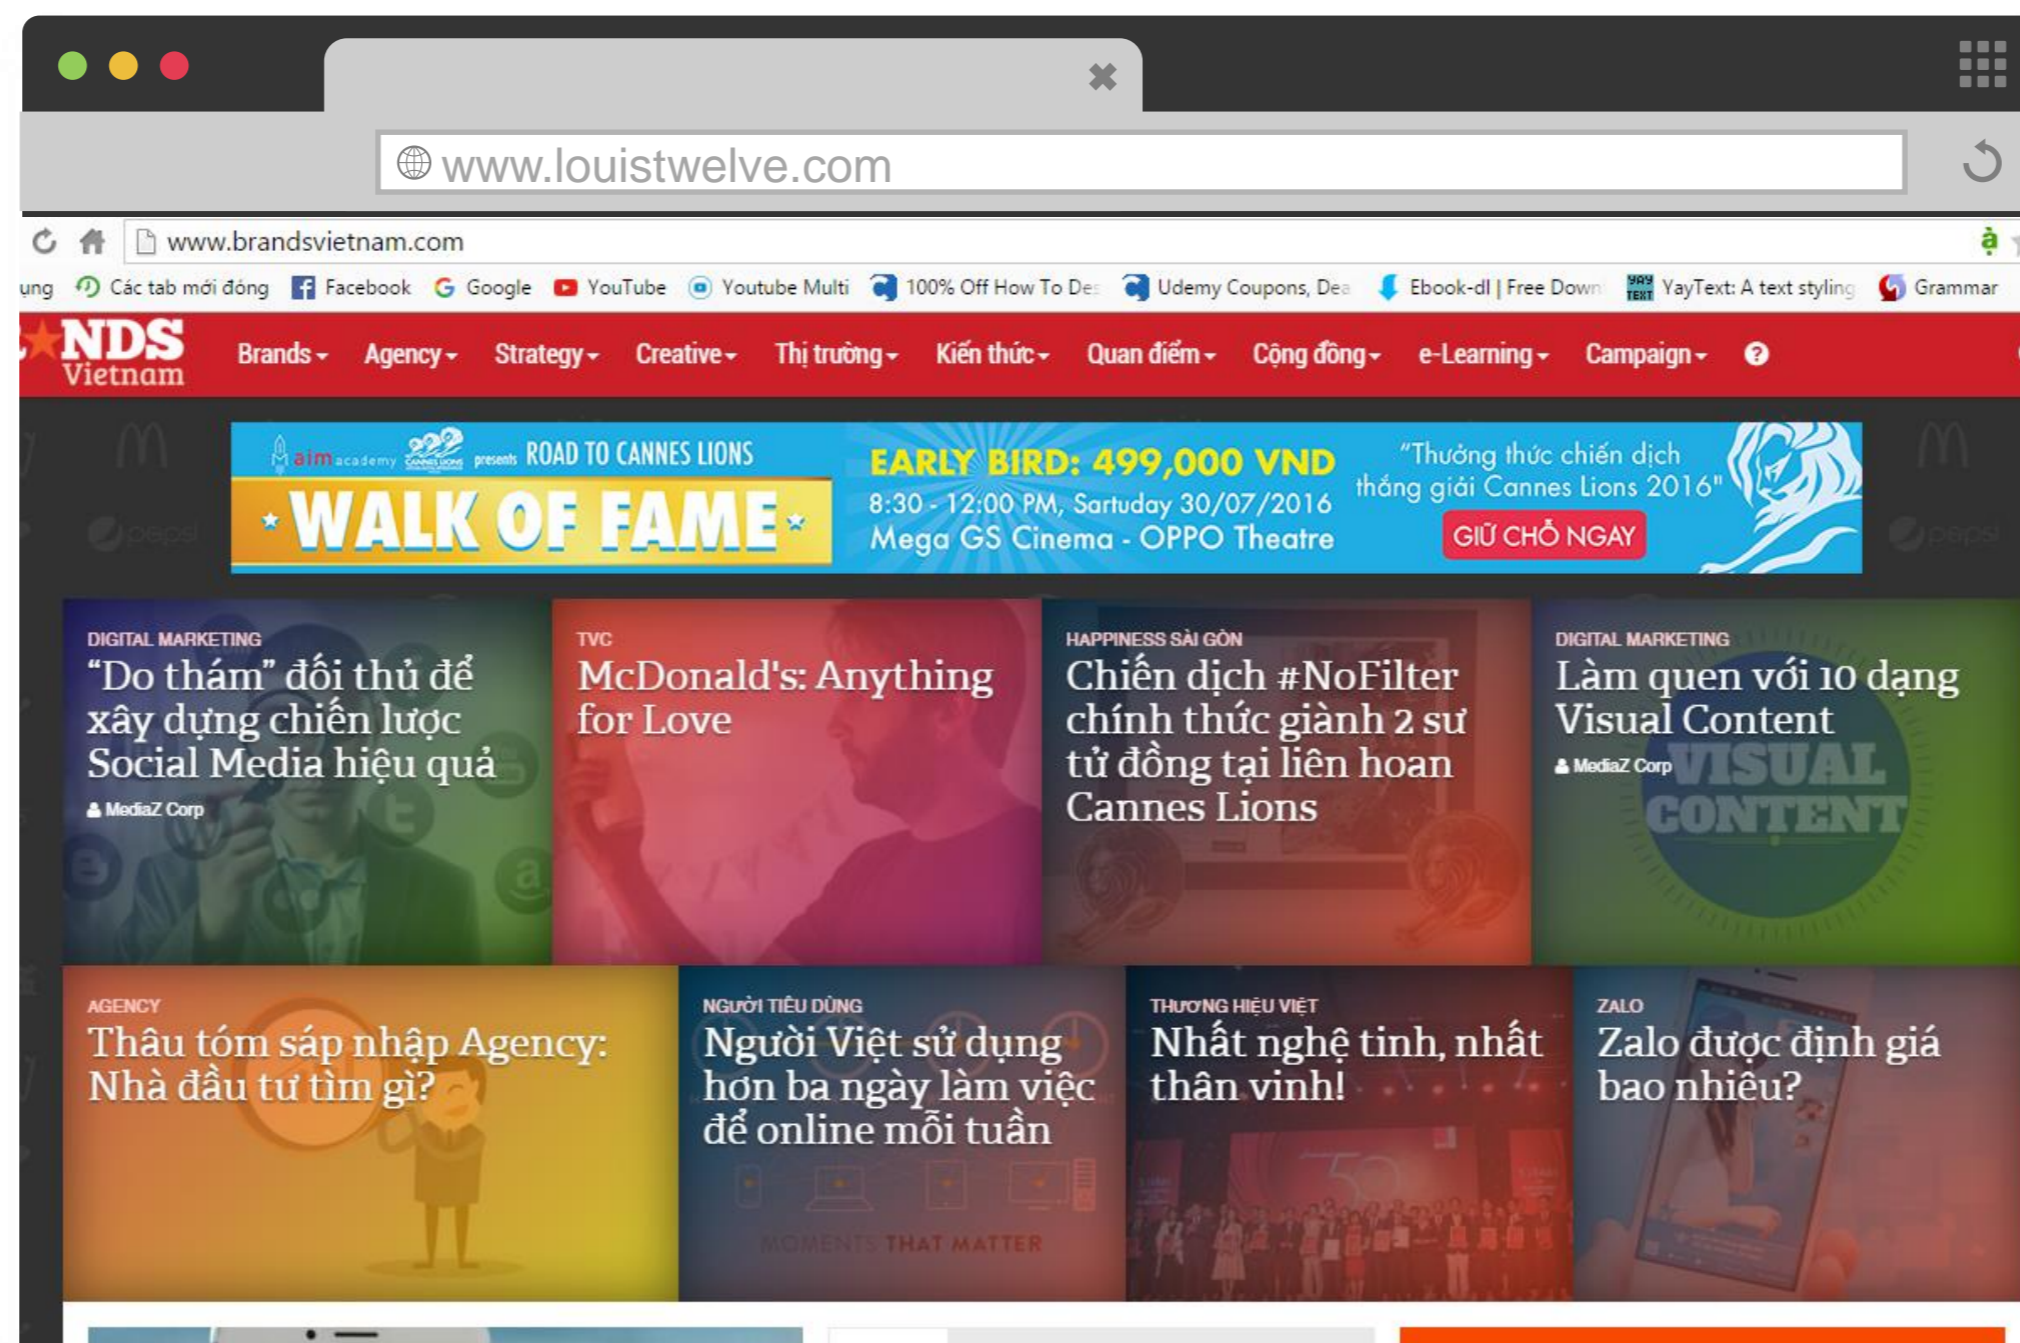 www.louistwelve.com
www.brandsvietnam.com
ụng Các tab mới đóng Facebook Google YouTube Youtube Multi 100% Off How To Des Udemy Coupons, Dea Ebook-dl | Free Down YAY TEXT YayText: A text styling Grammar
NDS
Vietnam
Brands Agency Strategy Creative Thị trường Kiến thức Quan điểm Cộng đồng e-Learning Campaign ?
aim academy CANNES LIONS presents ROAD TO CANNES LIONS
WALK OF FAME
EARLY BIRD: 499,000 VND
8:30 - 12:00 PM, Sartuday 30/07/2016
Mega GS Cinema - OPPO Theatre
"Thưởng thức chiến dịch
thắng giải Cannes Lions 2016"
GIỮ CHỖ NGAY
pepsi
pepsi
DIGITAL MARKETING
“Do thám” đối thủ để
xây dựng chiến lược
Social Media hiệu quả
MediaZ Corp
TVC
McDonald's: Anything
for Love
HAPPINESS SÀI GÒN
Chiến dịch #NoFilter
chính thức giành 2 sư
tử đồng tại liên hoan
Cannes Lions
DIGITAL MARKETING
Làm quen với 10 dạng
Visual Content
MediaZ Corp
VISUAL
CONTENT
AGENCY
Thâu tóm sáp nhập Agency:
Nhà đầu tư tìm gì?
NGƯỜI TIÊU DÙNG
Người Việt sử dụng
hơn ba ngày làm việc
để online mỗi tuần
MOMENTS THAT MATTER
THƯƠNG HIỆU VIỆT
Nhất nghệ tinh, nhất
thân vinh!
50
ZALO
Zalo được định giá
bao nhiêu?